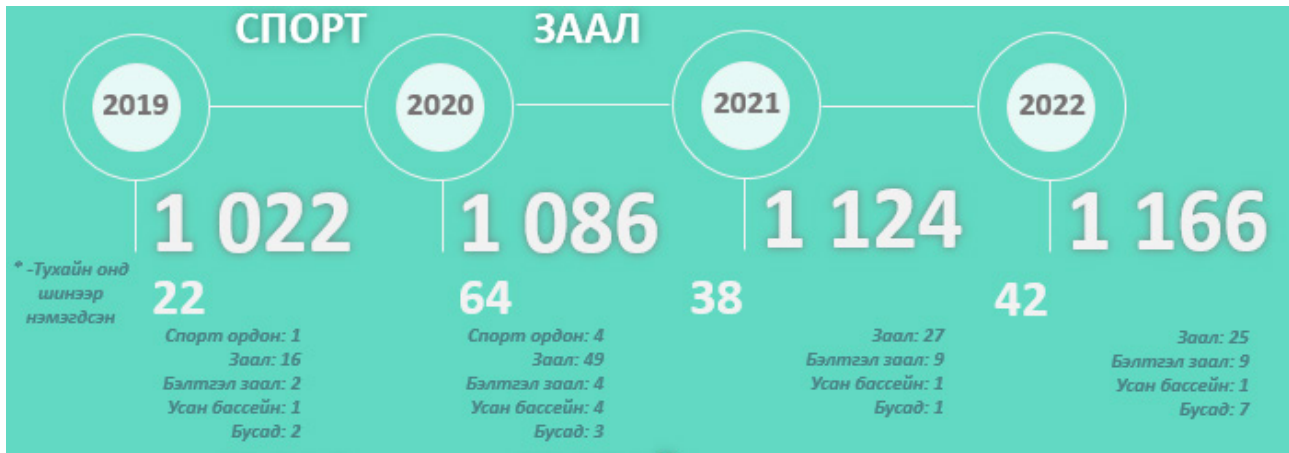 СПОРТ ЗААЛ
2019
2020
2021
2022
1 022
1 086
1 124
1 166
* -Тухайн онд
шинээр
нэмэгдсэн
22
Спорт ордон: 1
Заал: 16
Бэлтгэл заал: 2
Усан бассейн: 1
Бусад: 2
64
Спорт ордон: 4
Заал: 49
Бэлтгэл заал: 4
Усан бассейн: 4
Бусад: 3
38
Заал: 27
Бэлтгэл заал: 9
Усан бассейн: 1
Бусад: 1
42
Заал: 25
Бэлтгэл заал: 9
Усан бассейн: 1
Бусад: 7